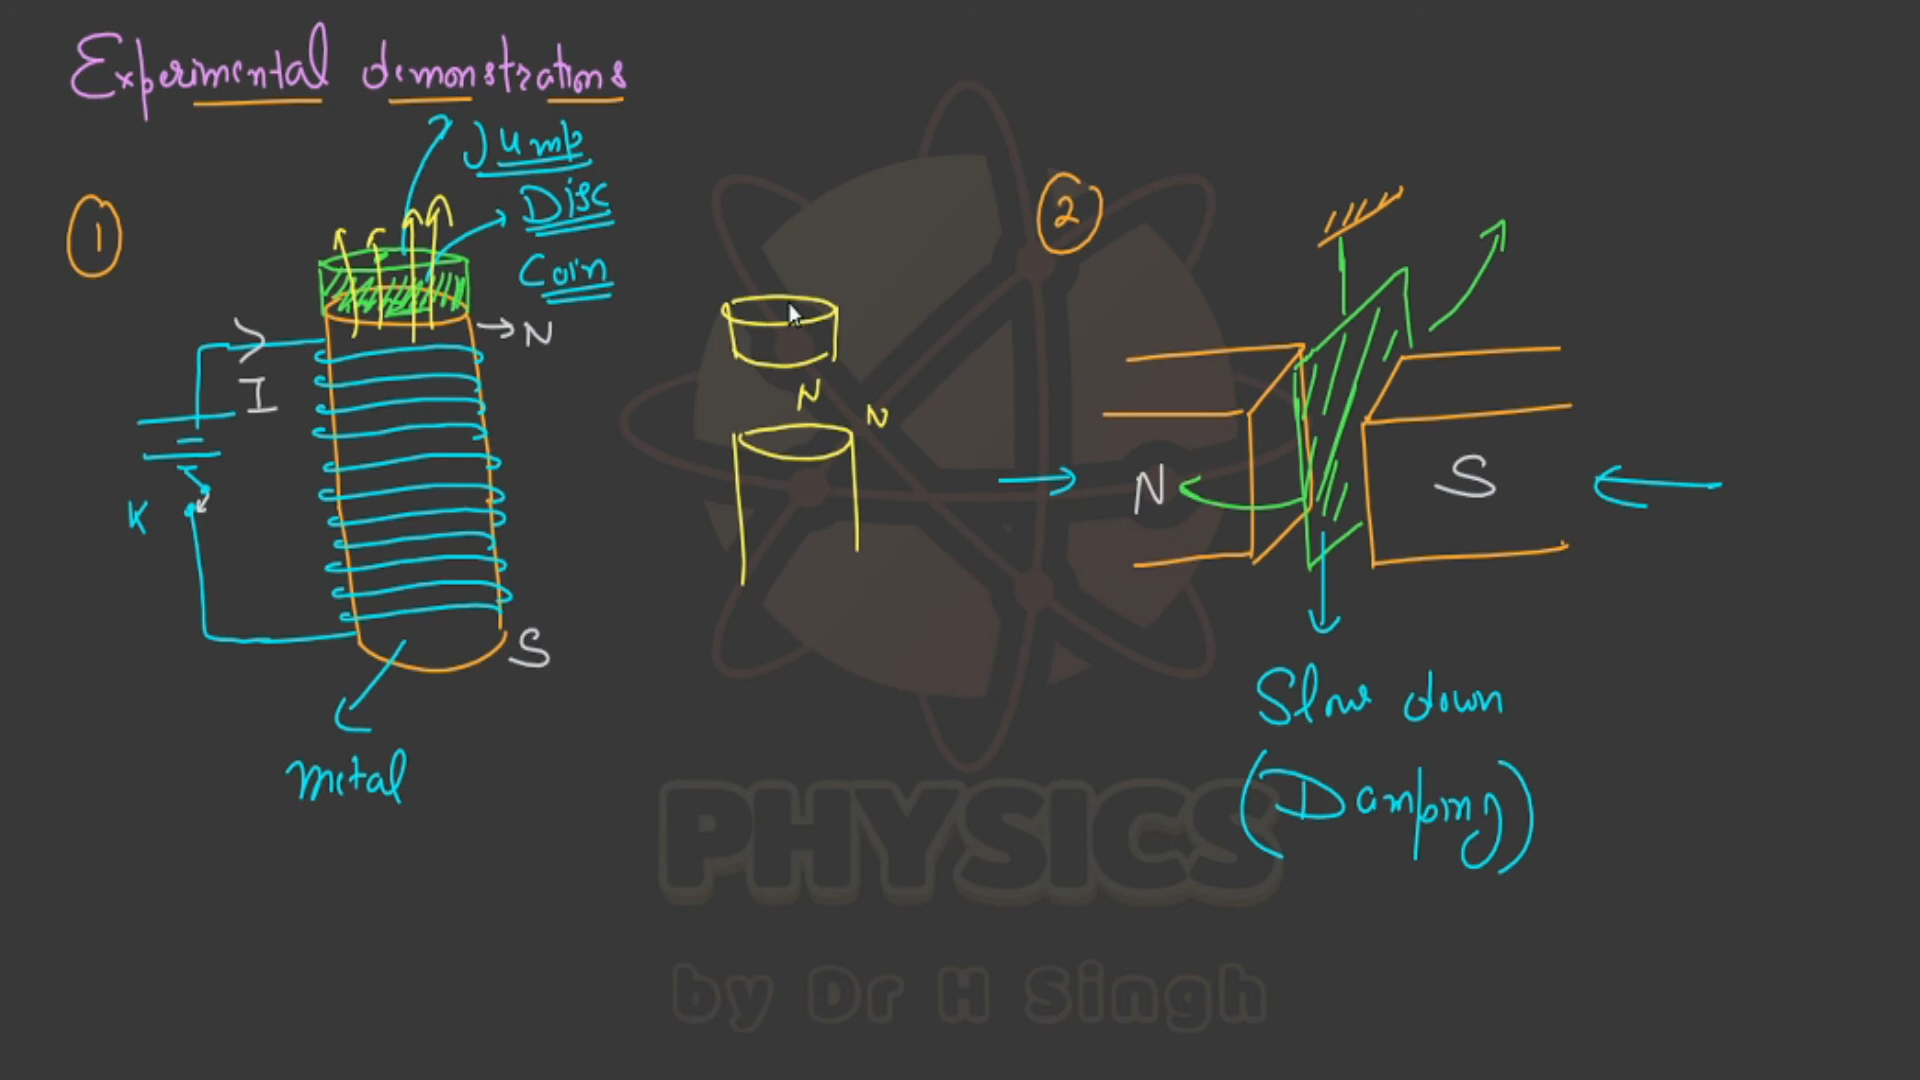 Experimental demonstrations
Jump
Disc
Coin
1
N
I
K
S
Metal
N
N
2
N
S
Slow down
(Damping)
PHYSICS
by Dr H Singh